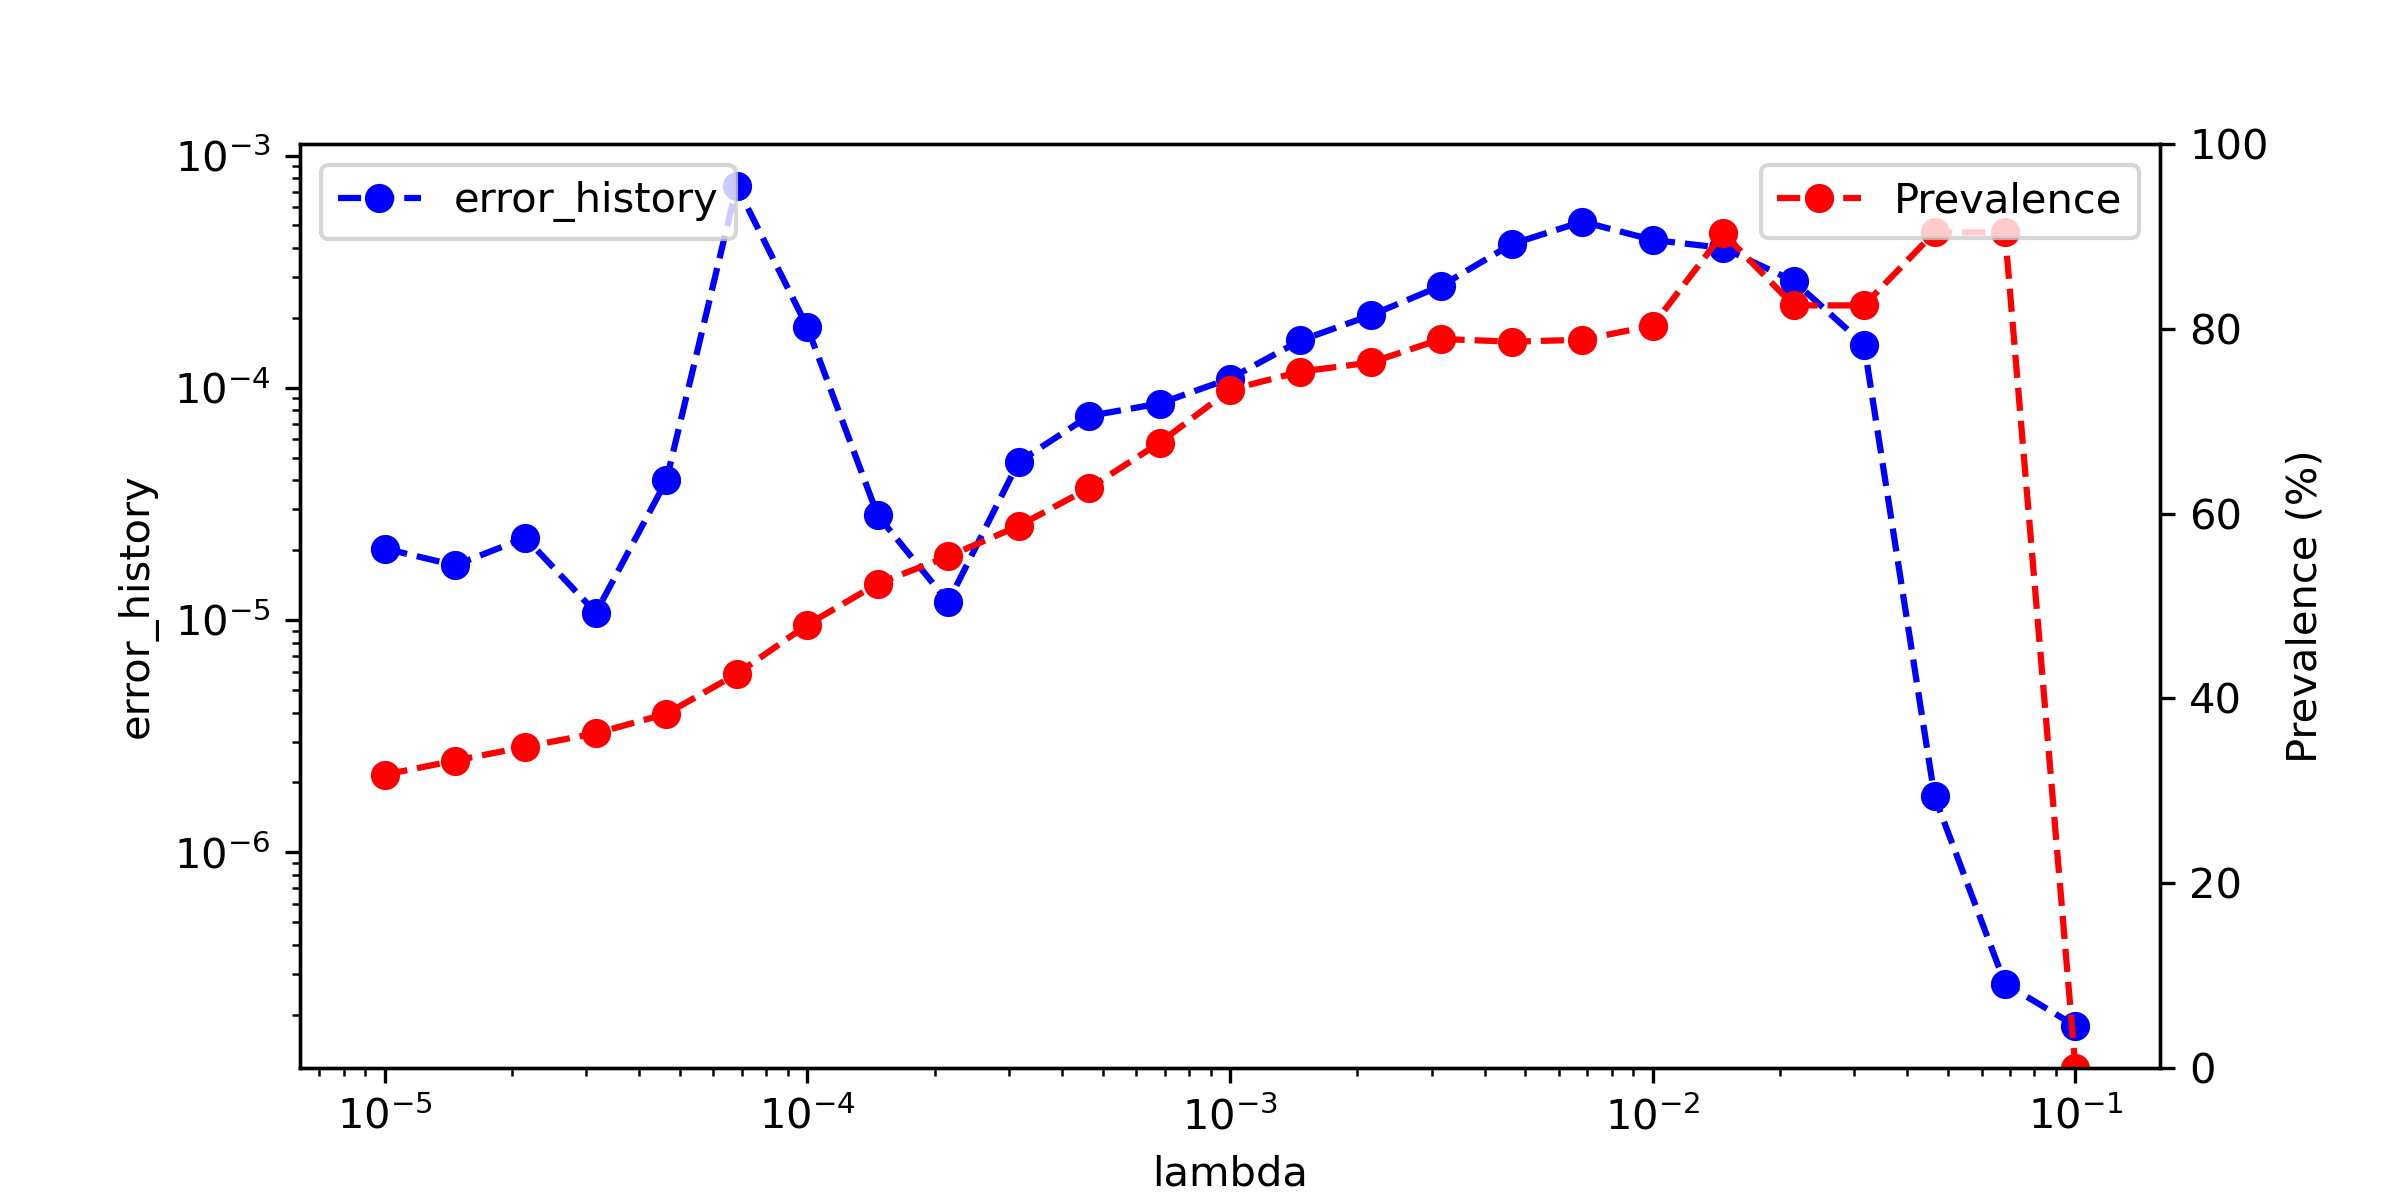 error_history
Prevalence
10⁻³
10⁻⁴
10⁻⁵
10⁻⁶
error_history
100
80
60
40
20
0
Prevalence (%)
10⁻⁵ 10⁻⁴ 10⁻³ 10⁻² 10⁻¹
lambda